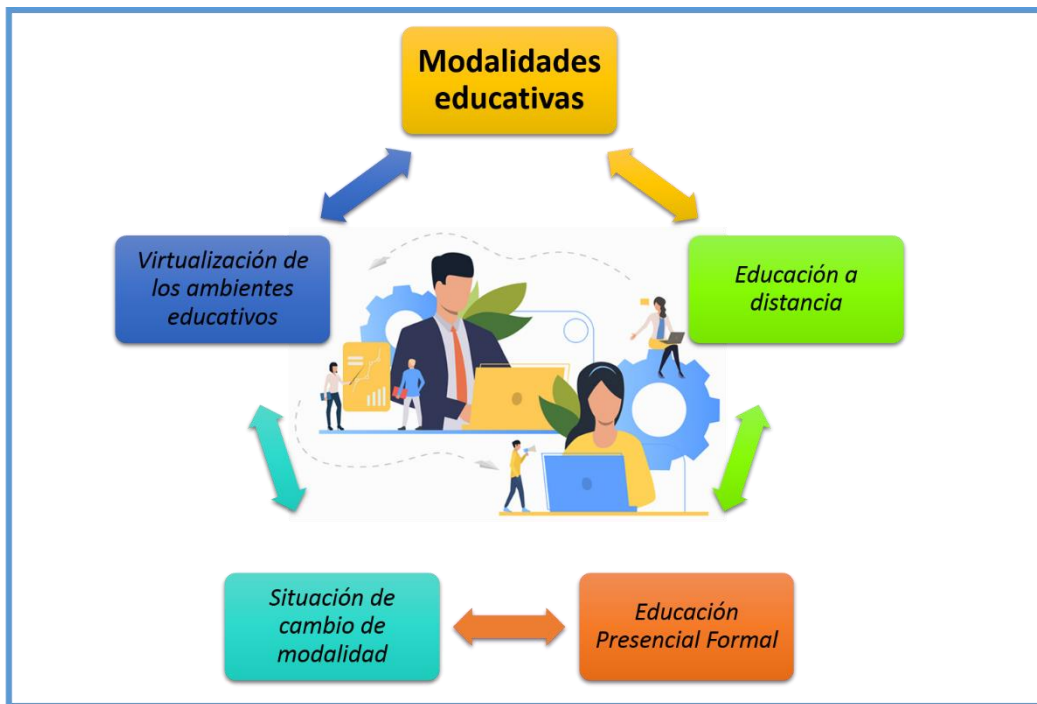 Modalidades
educativas
Virtualización de
los ambientes
educativos
Educación a
distancia
Situación de
cambio de
modalidad
Educación
Presencial Formal